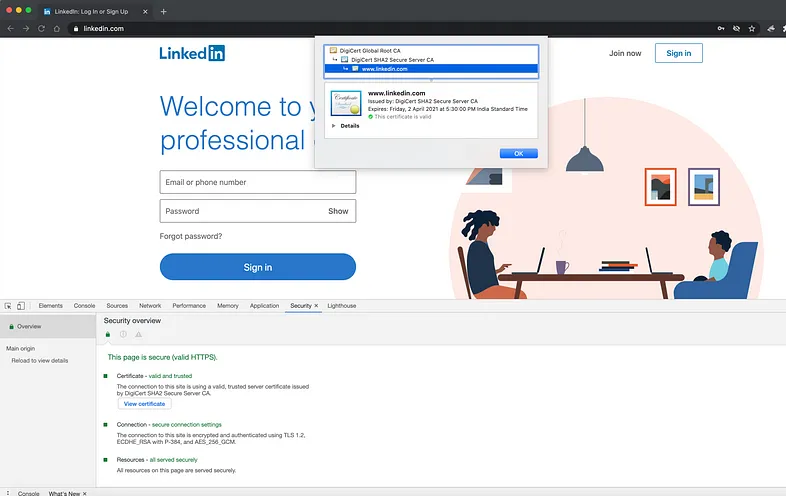 LinkedIn: Log In or Sign Up
linkedin.com
LinkedIn
Join now
Sign in
DigiCert Global Root CA
DigiCert SHA2 Secure Server CA
www.linkedin.com
www.linkedin.com
Issued by: DigiCert SHA2 Secure Server CA
Expires: Friday, 2 April 2021 at 5:30:00 PM India Standard Time
This certificate is valid
Details
OK
Welcome to y
professional
Email or phone number
Password
Show
Forgot password?
Sign in
Elements Console Sources Network Performance Memory Application Security Lighthouse
Overview
Main origin
Reload to view details
Security overview
This page is secure (valid HTTPS).
Certificate - valid and trusted
The connection to this site is using a valid, trusted server certificate issued
by DigiCert SHA2 Secure Server CA.
View certificate
Connection - secure connection settings
The connection to this site is encrypted and authenticated using TLS 1.2,
ECDHE_RSA with P-384, and AES_256_GCM.
Resources - all served securely
All resources on this page are served securely.
Console What's New